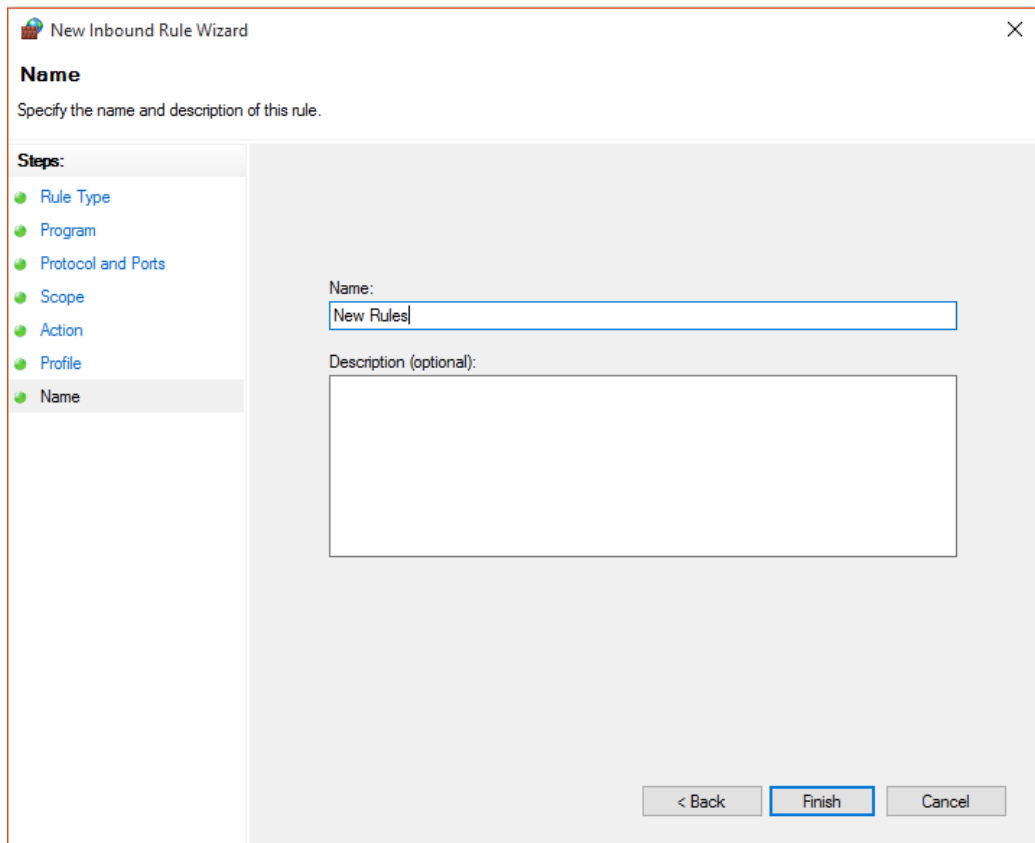 New Inbound Rule Wizard
Name
Specify the name and description of this rule.
Steps:
Rule Type
Program
Protocol and Ports
Scope
Action
Profile
Name
Name:
New Rules
Description (optional):
< Back
Finish
Cancel